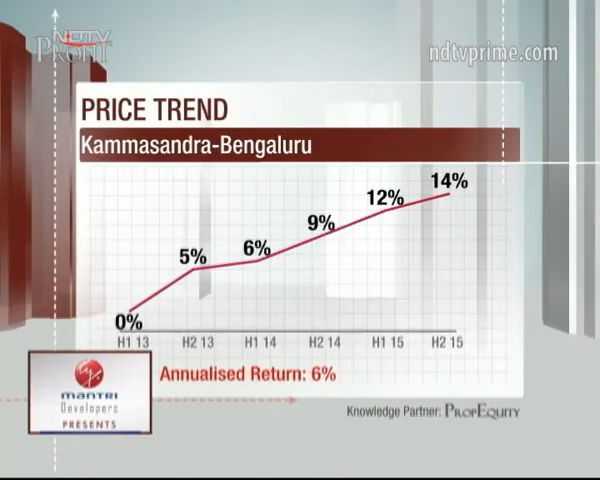 NDTV
PROFIT
ndtvprime.com
PRICE TREND
Kammasandra-Bengaluru
14%
12%
9%
6%
5%
0%
H1 13 H2 13 H1 14 H2 14 H1 15 H2 15
Annualised Return: 6%
mantri
Developers
PRESENTS
Knowledge Partner: PROPEQUITY